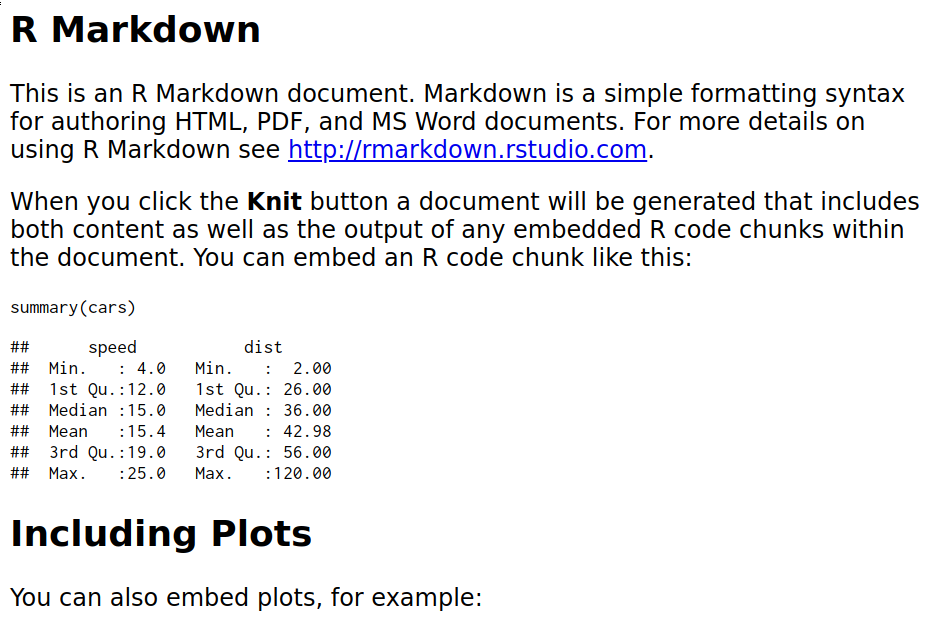 R Markdown
This is an R Markdown document. Markdown is a simple formatting syntax
for authoring HTML, PDF, and MS Word documents. For more details on
using R Markdown see http://rmarkdown.rstudio.com.
When you click the Knit button a document will be generated that includes
both content as well as the output of any embedded R code chunks within
the document. You can embed an R code chunk like this:
summary(cars)
##      speed           dist
##  Min.   : 4.0   Min.   :  2.00
##  1st Qu.:12.0   1st Qu.: 26.00
##  Median :15.0   Median : 36.00
##  Mean   :15.4   Mean   : 42.98
##  3rd Qu.:19.0   3rd Qu.: 56.00
##  Max.   :25.0   Max.   :120.00
Including Plots
You can also embed plots, for example: